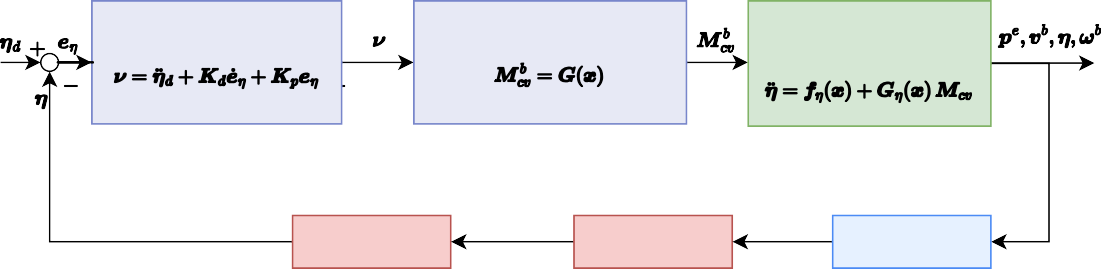 η_d + e_η
−
η
ν = η̈_d + K_d ė_η + K_p e_η
ν
M^b_cv = G(x)
M^b_cv
η̈ = f_η(x) + G_η(x) M_cv
p^e, v^b, η, ω^b